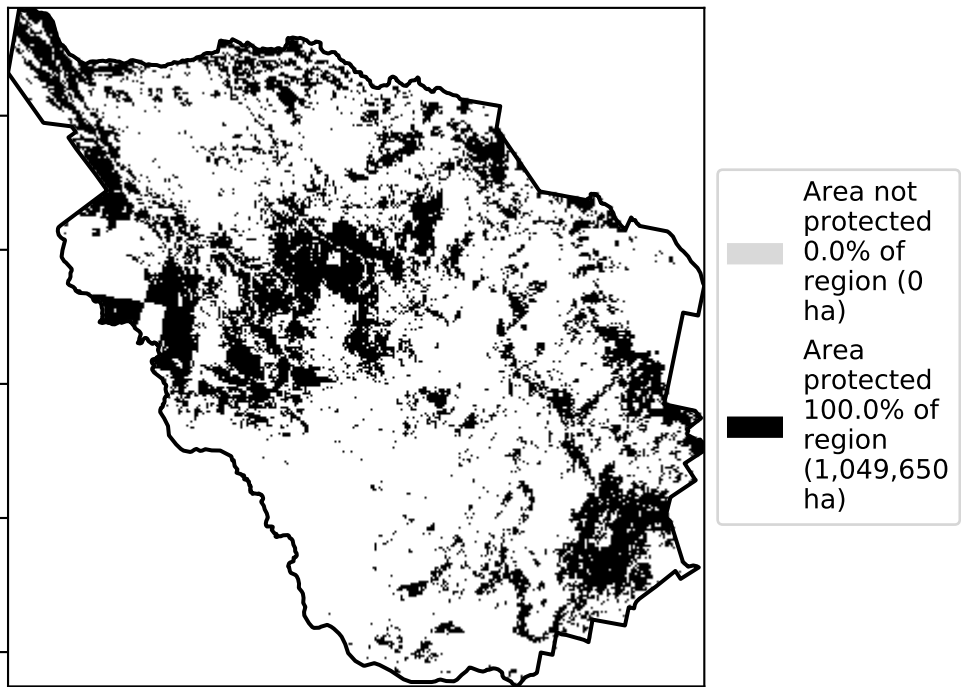 Area not
protected
0.0% of
region (0
ha)
Area
protected
100.0% of
region
(1,049,650
ha)